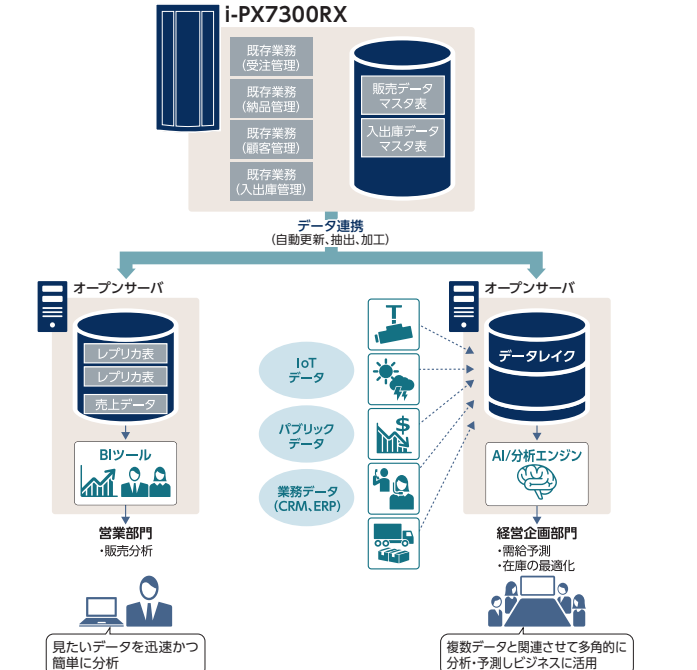 i-PX7300RX
既存業務
（受注管理）
既存業務
（納品管理）
既存業務
（顧客管理）
既存業務
（入出庫管理）
販売データ
マスタ表
入出庫データ
マスタ表
データ連携
（自動更新、抽出、加工）
オープンサーバ
レプリカ表
レプリカ表
売上データ
BIツール
営業部門
・販売分析
見たいデータを迅速かつ
簡単に分析
IoT
データ
パブリック
データ
業務データ
（CRM、ERP）
オープンサーバ
データレイク
AI/分析エンジン
経営企画部門
・需給予測
・在庫の最適化
複数データと関連させて多角的に
分析・予測しビジネスに活用